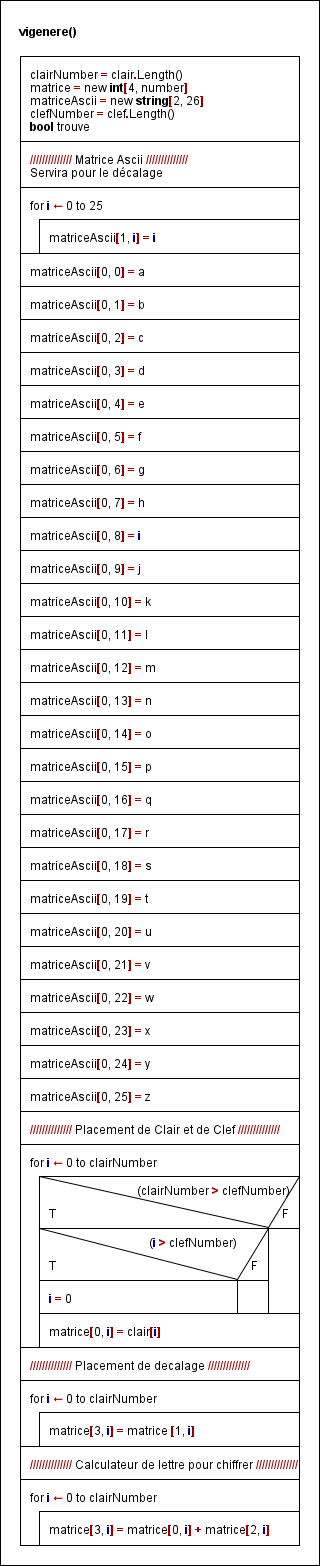 vigenere()
clairNumber = clair.Length()
matrice = new int[4, number]
matriceAscii = new string[2, 26]
clefNumber = clef.Length()
bool trouve
////////////// Matrice Ascii //////////////
Servira pour le décalage
for i ← 0 to 25
matriceAscii[1, i] = i
matriceAscii[0, 0] = a
matriceAscii[0, 1] = b
matriceAscii[0, 2] = c
matriceAscii[0, 3] = d
matriceAscii[0, 4] = e
matriceAscii[0, 5] = f
matriceAscii[0, 6] = g
matriceAscii[0, 7] = h
matriceAscii[0, 8] = i
matriceAscii[0, 9] = j
matriceAscii[0, 10] = k
matriceAscii[0, 11] = l
matriceAscii[0, 12] = m
matriceAscii[0, 13] = n
matriceAscii[0, 14] = o
matriceAscii[0, 15] = p
matriceAscii[0, 16] = q
matriceAscii[0, 17] = r
matriceAscii[0, 18] = s
matriceAscii[0, 19] = t
matriceAscii[0, 20] = u
matriceAscii[0, 21] = v
matriceAscii[0, 22] = w
matriceAscii[0, 23] = x
matriceAscii[0, 24] = y
matriceAscii[0, 25] = z
////////////// Placement de Clair et de Clef //////////////
for i ← 0 to clairNumber
(clairNumber > clefNumber)
T F
(i > clefNumber)
T F
i = 0
matrice[0, i] = clair[i]
////////////// Placement de decalage //////////////
for i ← 0 to clairNumber
matrice[3, i] = matrice [1, i]
////////////// Calculateur de lettre pour chiffrer //////////////
for i ← 0 to clairNumber
matrice[3, i] = matrice[0, i] + matrice[2, i]